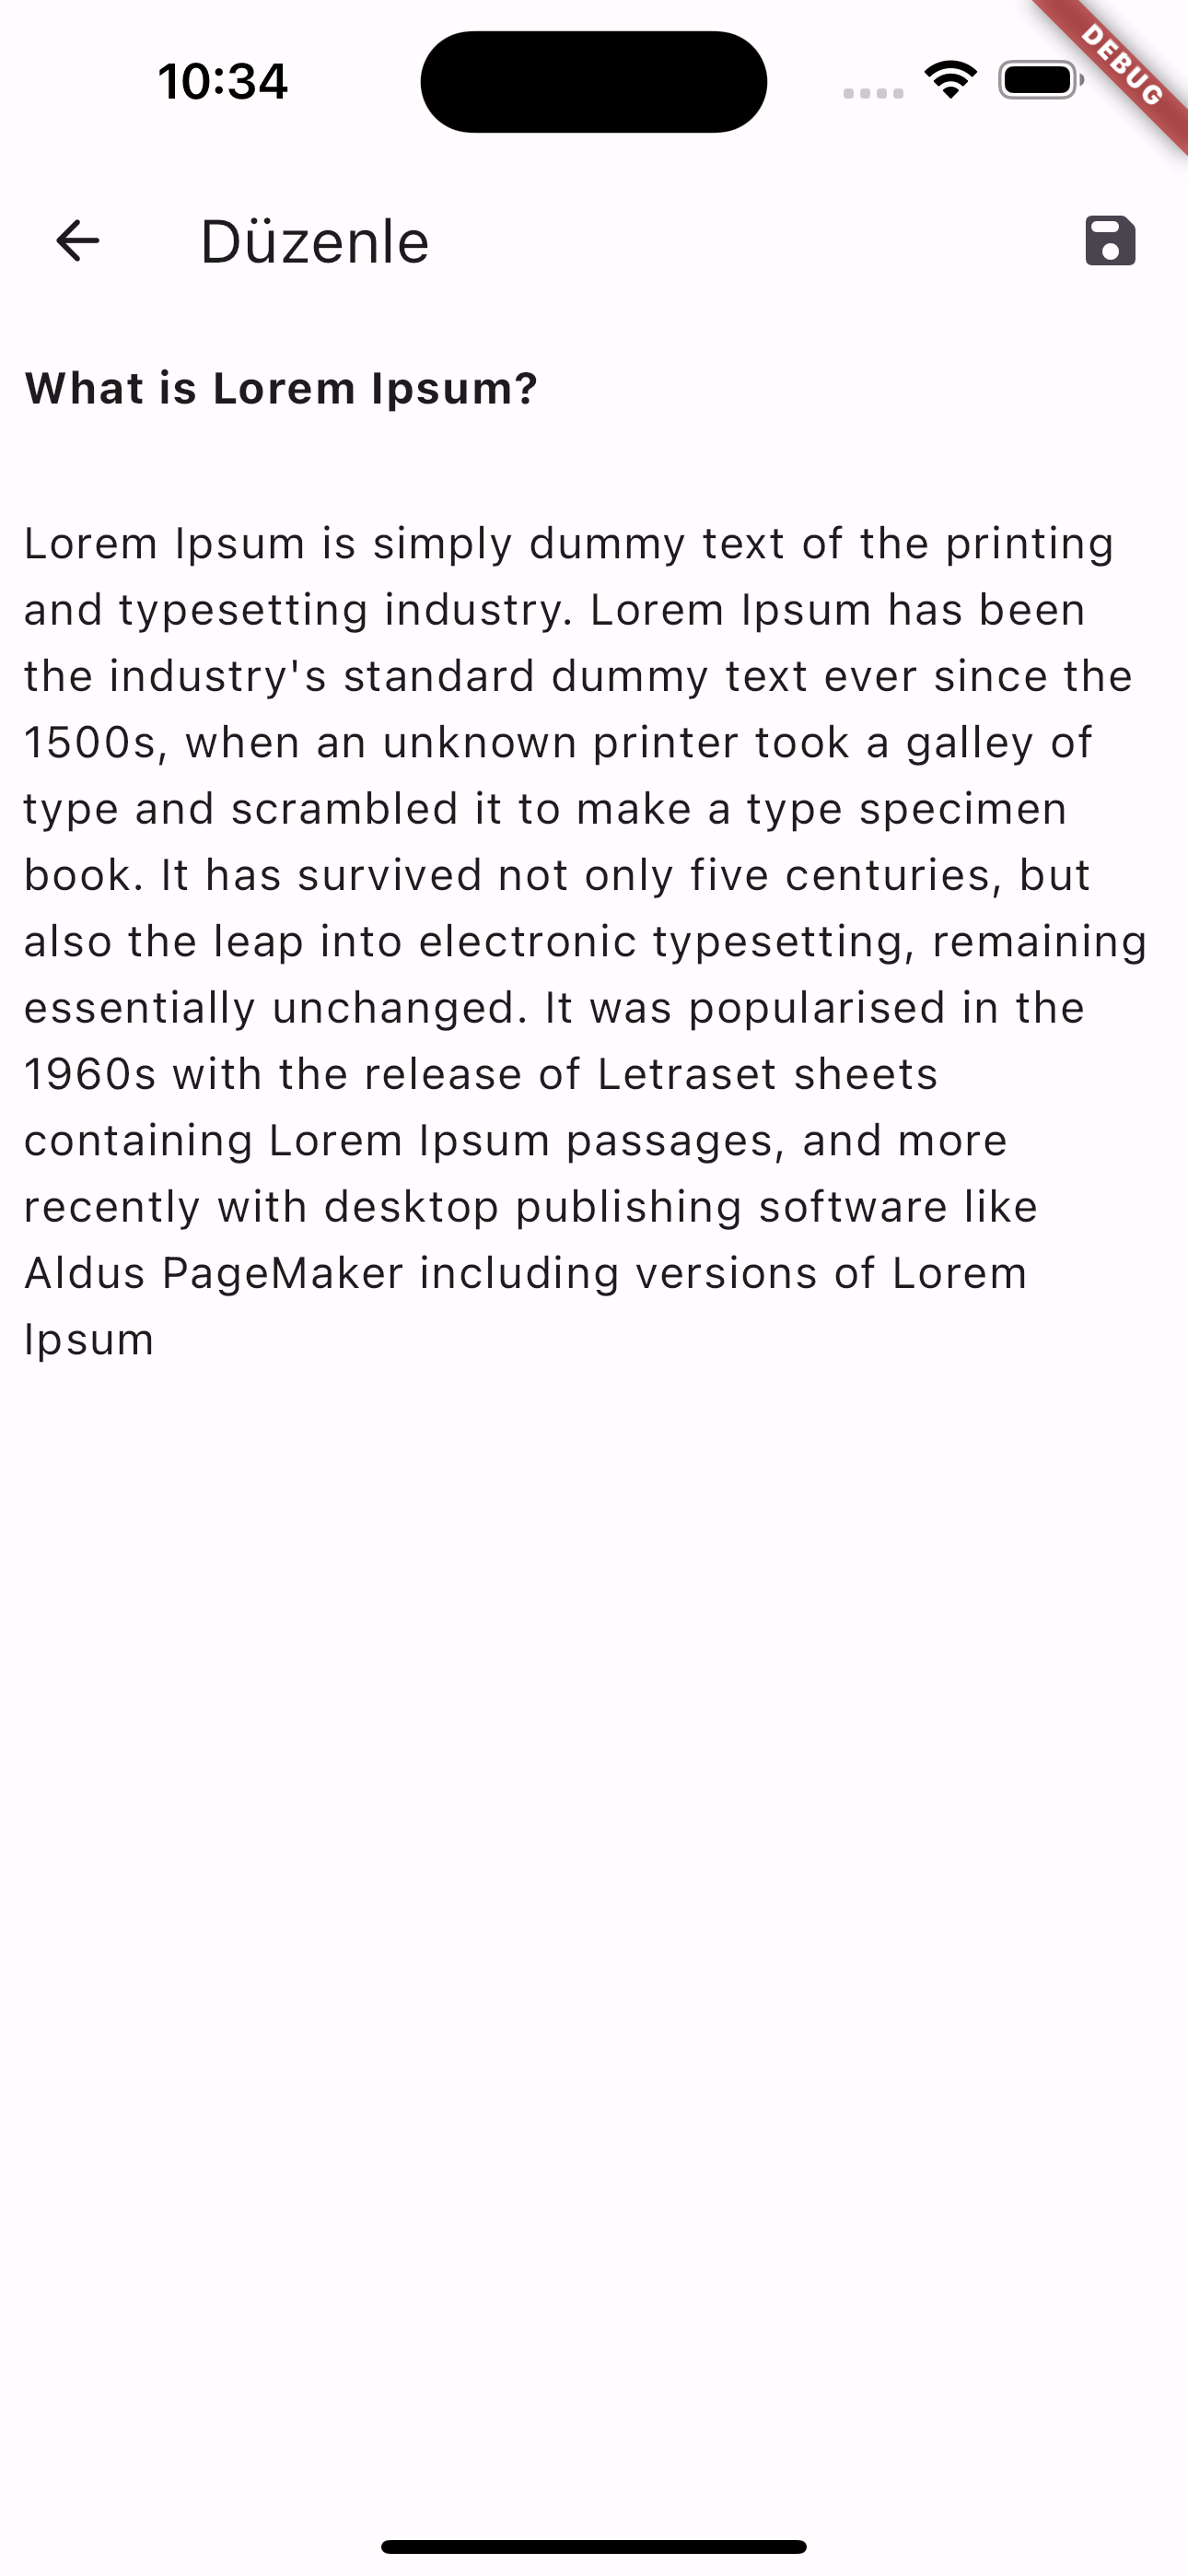 10:34
DEBUG
Düzenle
What is Lorem Ipsum?
Lorem Ipsum is simply dummy text of the printing
and typesetting industry. Lorem Ipsum has been
the industry's standard dummy text ever since the
1500s, when an unknown printer took a galley of
type and scrambled it to make a type specimen
book. It has survived not only five centuries, but
also the leap into electronic typesetting, remaining
essentially unchanged. It was popularised in the
1960s with the release of Letraset sheets
containing Lorem Ipsum passages, and more
recently with desktop publishing software like
Aldus PageMaker including versions of Lorem
Ipsum